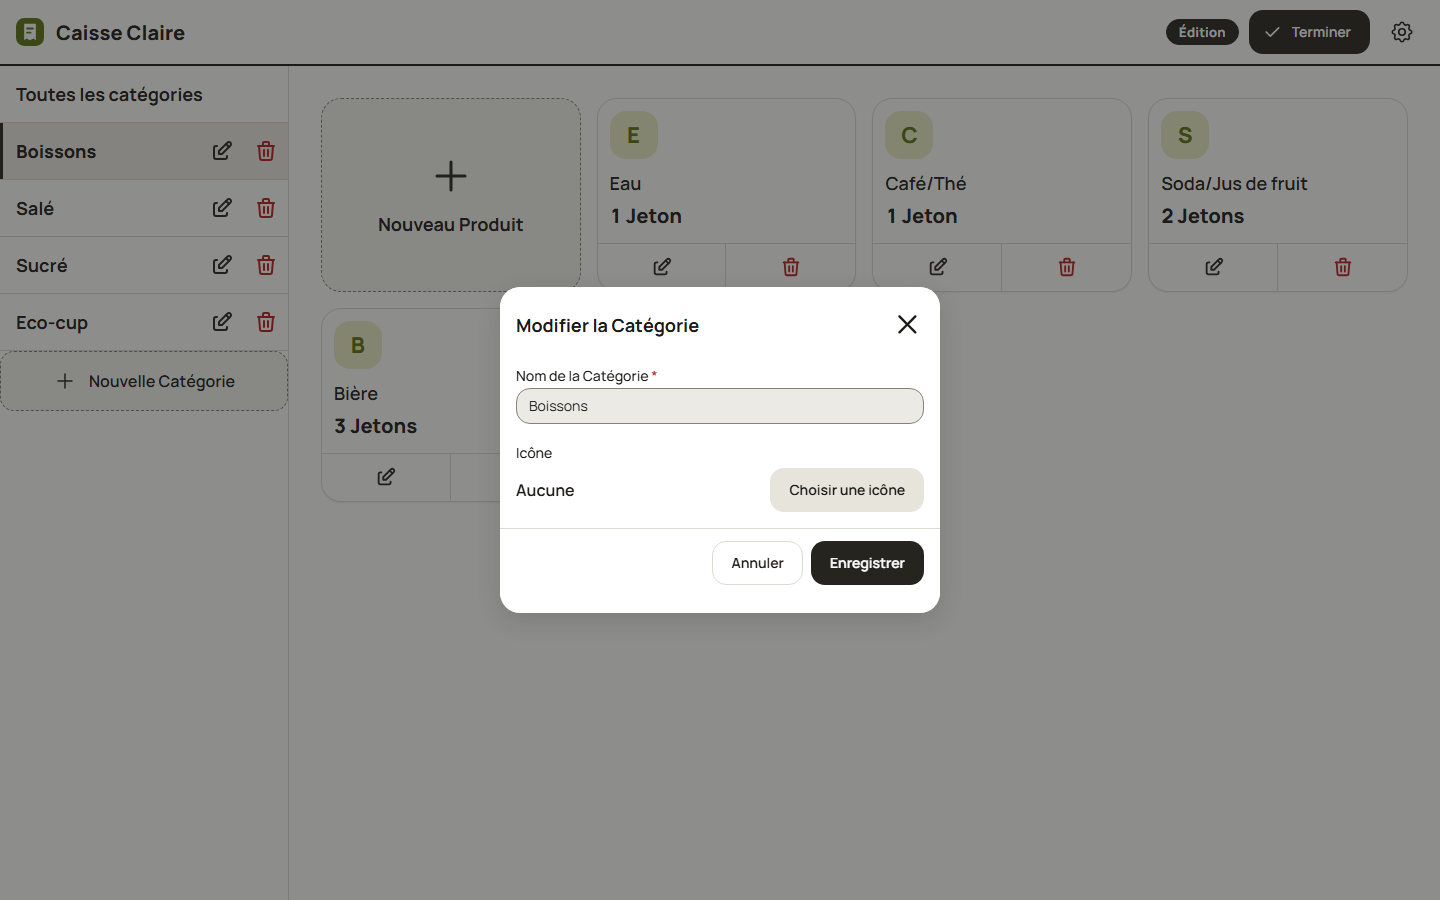 Caisse Claire
Édition
Terminer
Toutes les catégories
Boissons
Salé
Sucré
Eco-cup
Nouvelle Catégorie
Nouveau Produit
E
Eau
1 Jeton
C
Café/Thé
1 Jeton
S
Soda/Jus de fruit
2 Jetons
B
Bière
3 Jetons
Modifier la Catégorie
Nom de la Catégorie *
Boissons
Icône
Aucune
Choisir une icône
Annuler
Enregistrer